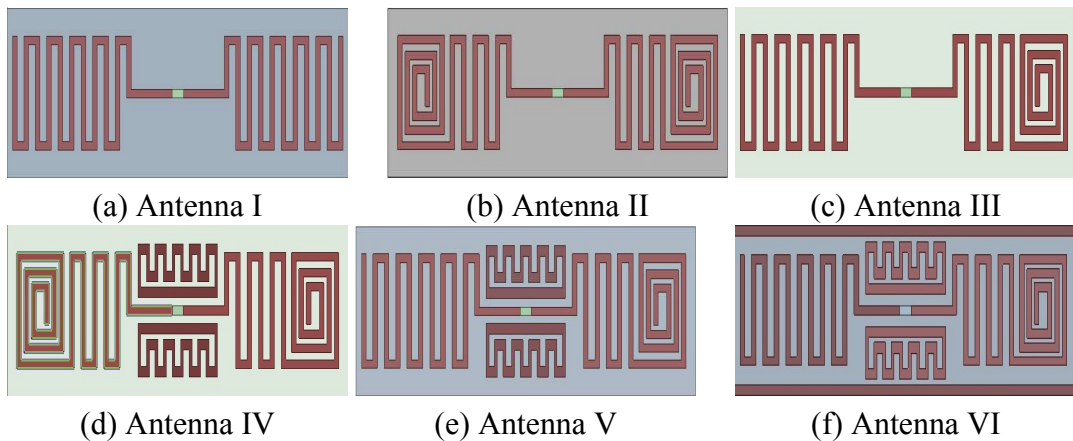 (a) Antenna I
(b) Antenna II
(c) Antenna III
(d) Antenna IV
(e) Antenna V
(f) Antenna VI